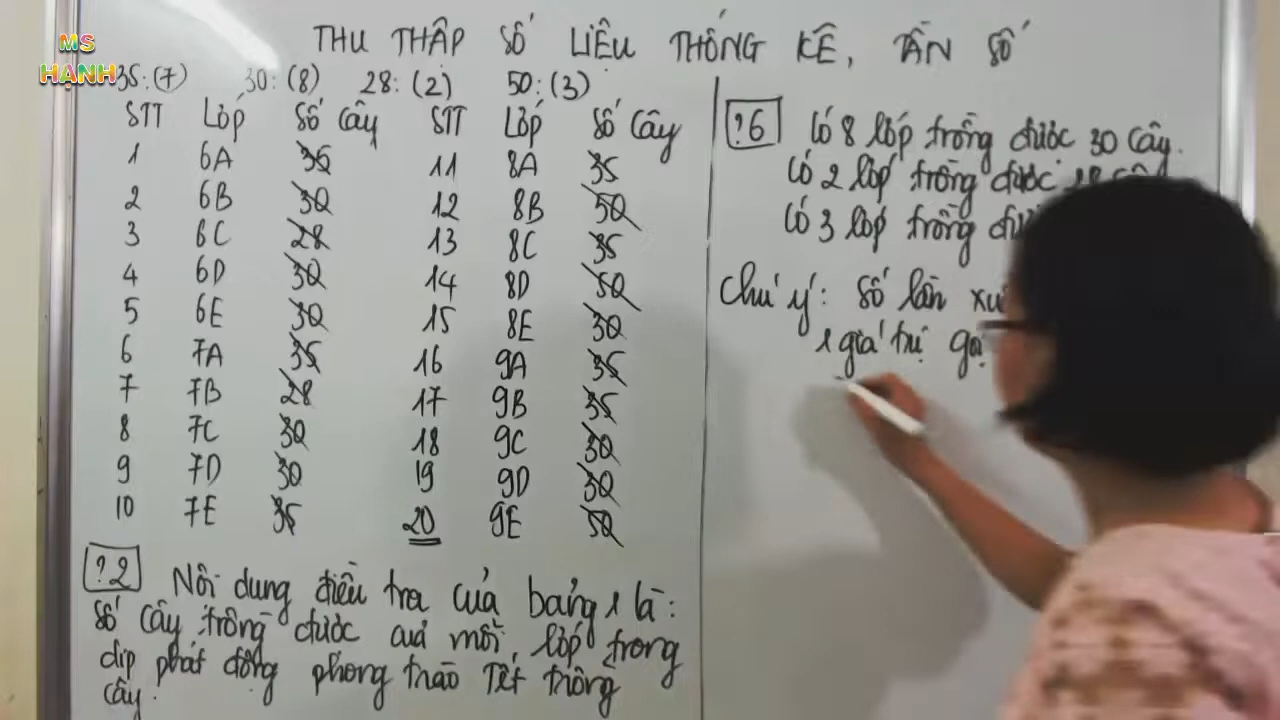 MS
HẠNH
THU THẬP SỐ LIỆU THỐNG KÊ, TẦN SỐ
35: (7) 30: (8) 28: (2) 50: (3)
STT Lớp Số cây STT Lớp Số cây
1 6A 35 11 8A 35
2 6B 30 12 8B 50
3 6C 28 13 8C 35
4 6D 30 14 8D 50
5 6E 30 15 8E 30
6 7A 35 16 9A 35
7 7B 28 17 9B 35
8 7C 30 18 9C 30
9 7D 30 19 9D 30
10 7E 35 20 9E 50
?2 Nội dung điều tra của bảng 1 là:
Số cây trồng được của mỗi lớp trong
dịp phát động phong trào Tết trồng
cây.
?6 Có 8 lớp trồng được 30 cây.
Có 2 lớp trồng được 28 cây
Có 3 lớp trồng
Chú ý: Số lần
1 giá trị